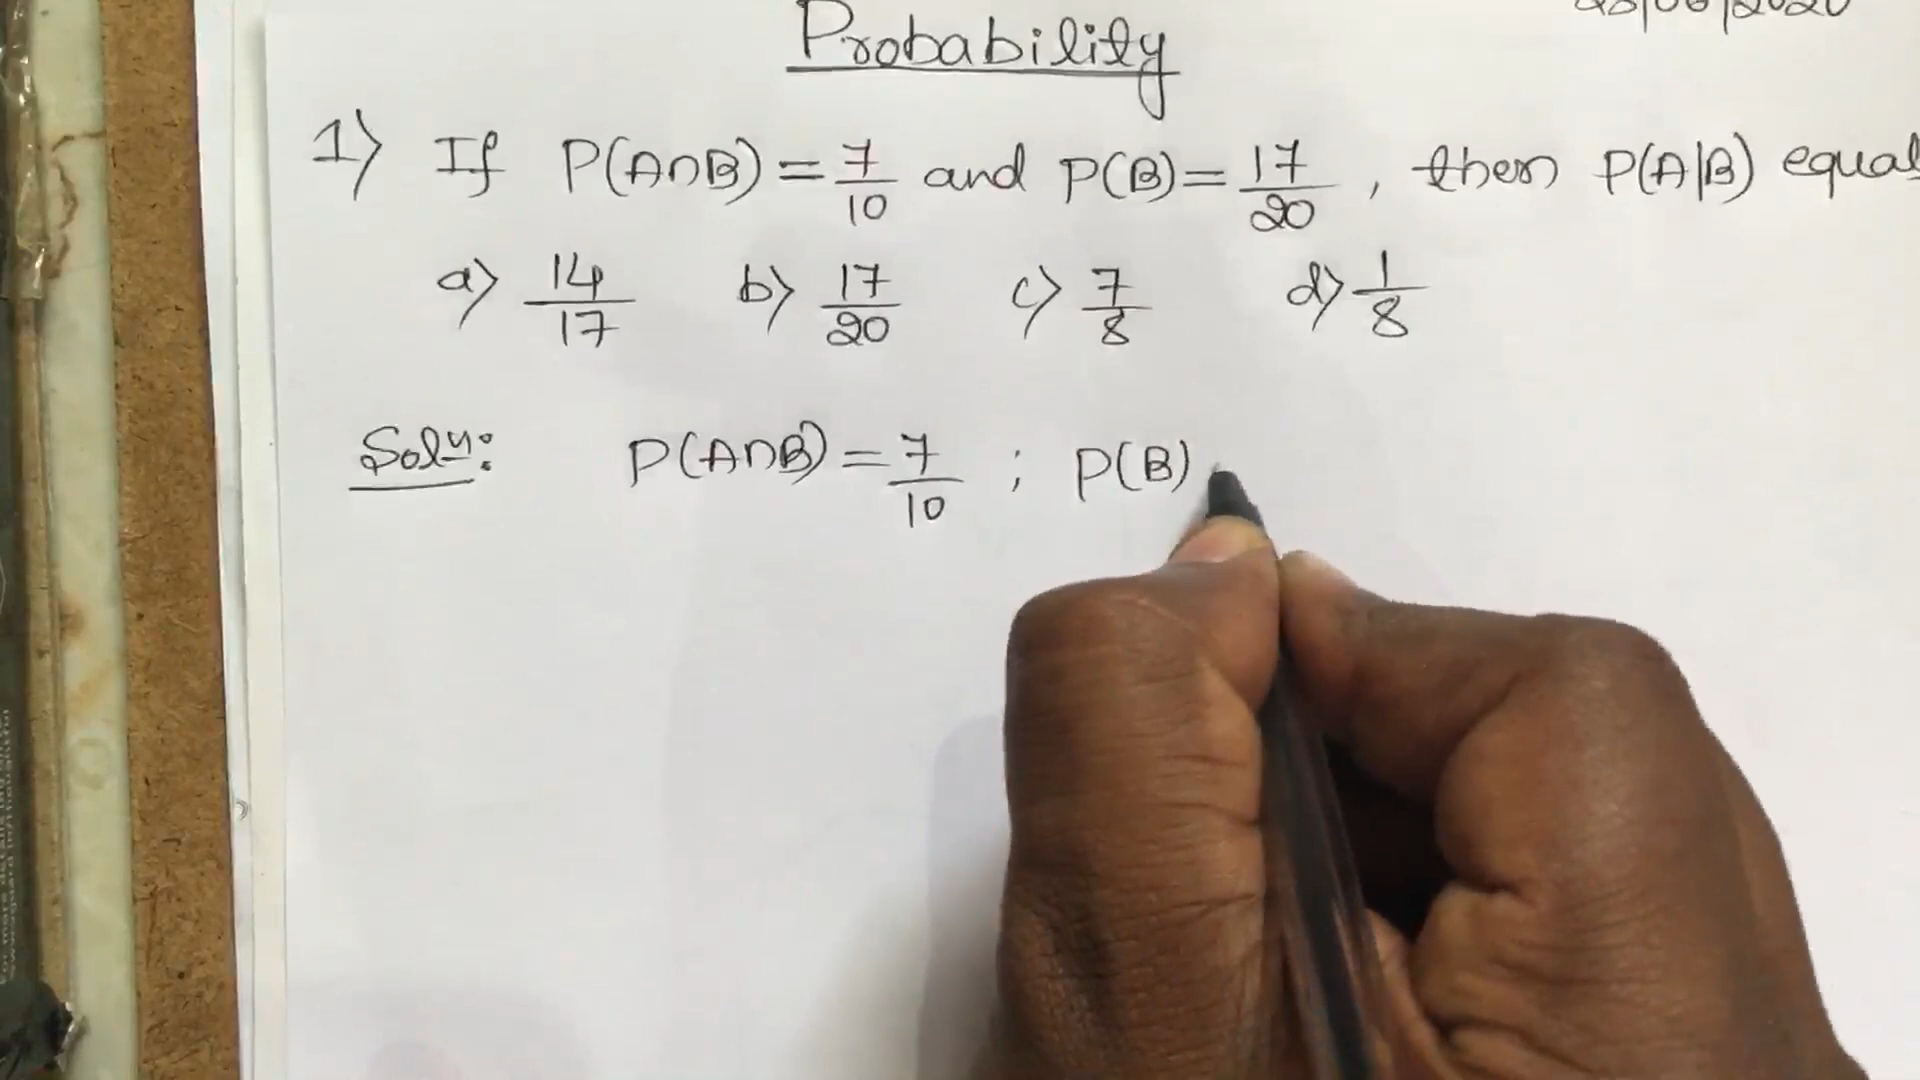 Probability
1) If P(A∩B) = 7/10 and P(B) = 17/20, then P(A|B) equal
a) 14/17 b) 17/20 c) 7/8 d) 1/8
Soln: P(A∩B) = 7/10 ; P(B)